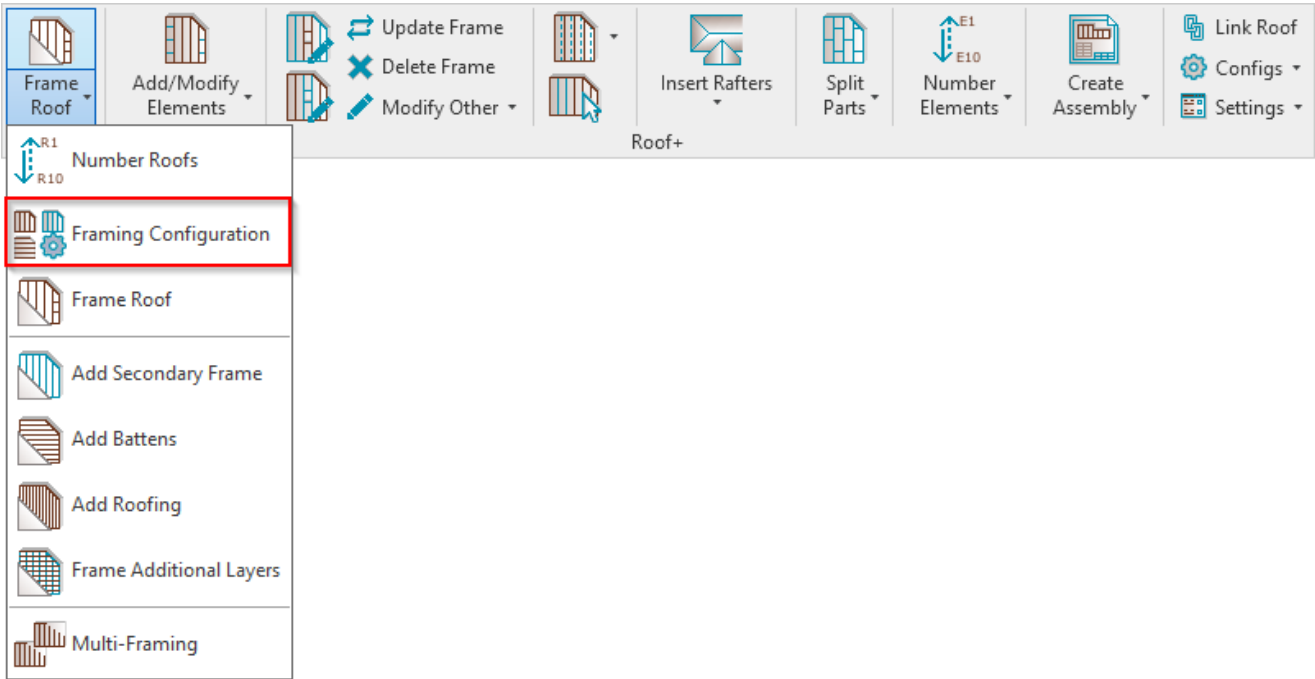 Frame
Roof
Add/Modify
Elements
Update Frame
Delete Frame
Modify Other
Insert Rafters
Split
Parts
E1
E10
Number
Elements
Create
Assembly
Link Roof
Configs
Settings
Roof+
R1
R10
Number Roofs
Framing Configuration
Frame Roof
Add Secondary Frame
Add Battens
Add Roofing
Frame Additional Layers
Multi-Framing